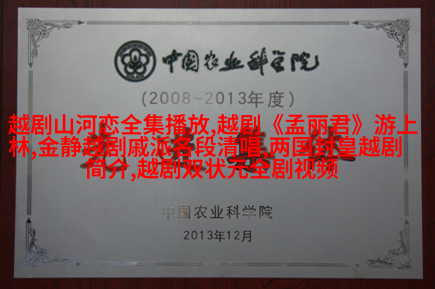 中国农业科学院
(2008-2013年度)
越剧山河恋全集播放,越剧《孟丽君》游上
林,金静越剧戚派名段清唱,两国封皇越剧
简介,越剧双状元全剧视频
中国农业科学院
2013年12月